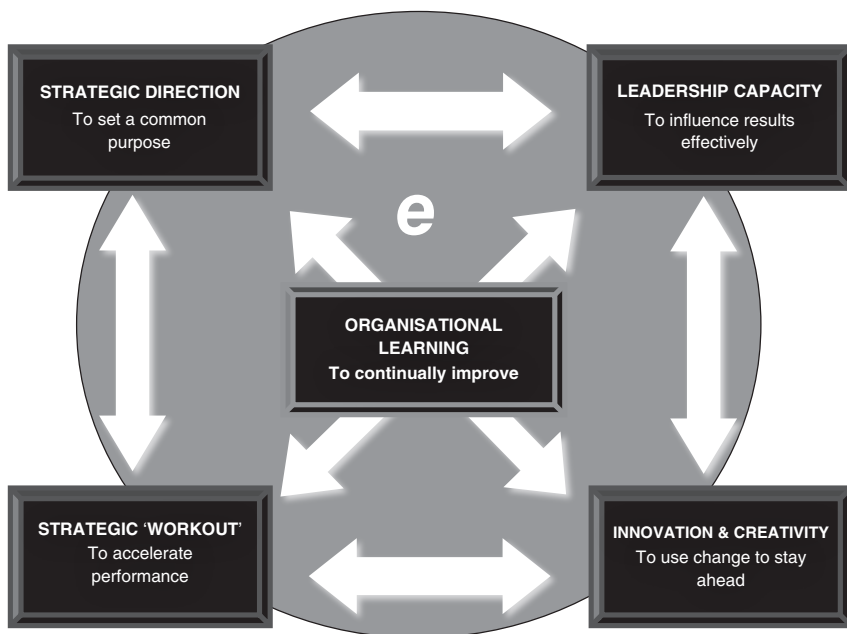 STRATEGIC DIRECTION
To set a common
purpose
LEADERSHIP CAPACITY
To influence results
effectively
e
ORGANISATIONAL
LEARNING
To continually improve
STRATEGIC ‘WORKOUT’
To accelerate
performance
INNOVATION & CREATIVITY
To use change to stay
ahead